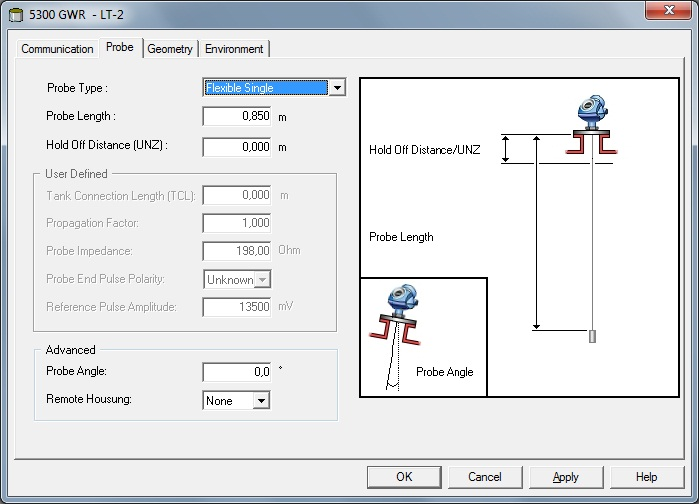 5300 GWR - LT-2
Communication Probe Geometry Environment
Probe Type : Flexible Single
Probe Length : 0,850 m
Hold Off Distance (UNZ) : 0,000 m
User Defined
Tank Connection Length (TCL): 0,000 m
Propagation Factor: 1,000
Probe Impedance: 198,00 Ohm
Probe End Pulse Polarity: Unknown
Reference Pulse Amplitude: 13500 mV
Advanced
Probe Angle: 0,0 °
Remote Housung: None
Hold Off Distance/UNZ
Probe Length
Probe Angle
OK Cancel Apply Help